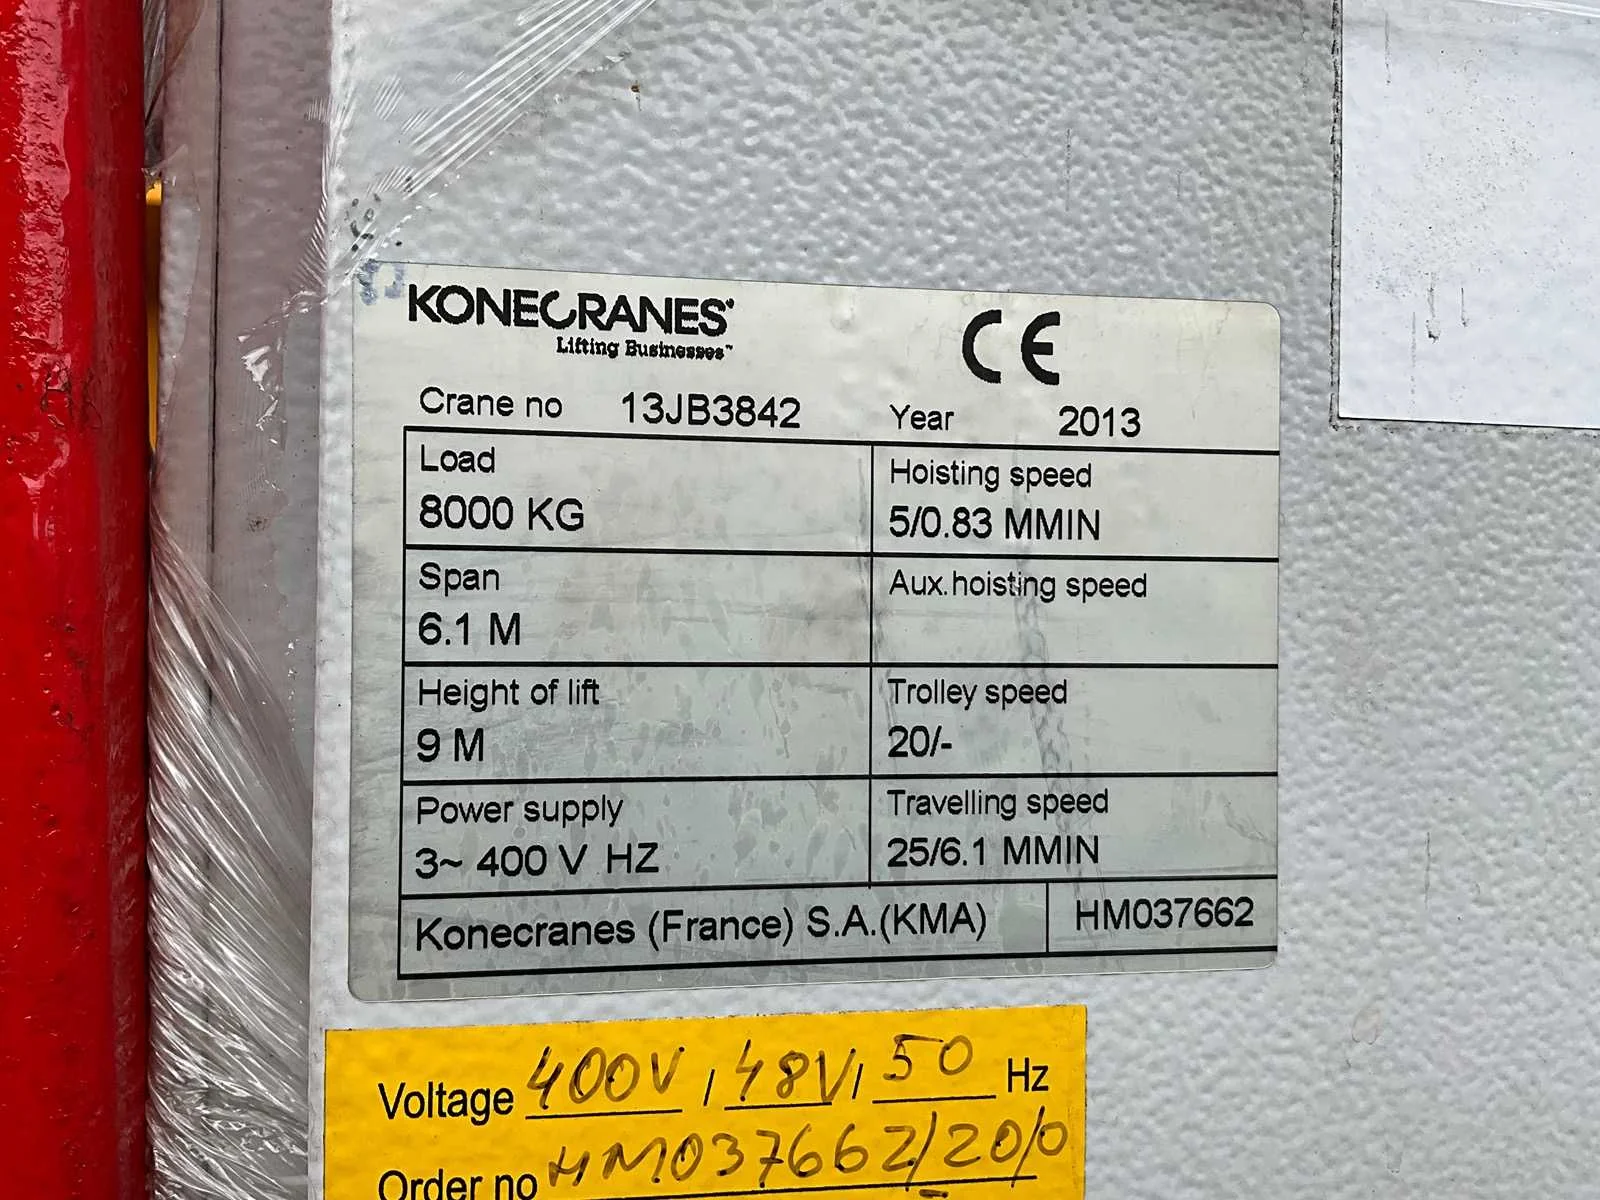 KONECRANES
Lifting Businesses™
CE
Crane no 13JB3842 Year 2013
Load
8000 KG
Hoisting speed
5/0.83 MMIN
Span
6.1 M
Aux.hoisting speed
Height of lift
9 M
Trolley speed
20/-
Power supply
3~ 400 V HZ
Travelling speed
25/6.1 MMIN
Konecranes (France) S.A.(KMA) HM037662
Voltage 400V / 48V / 50 Hz
Order no HM037662/20/0